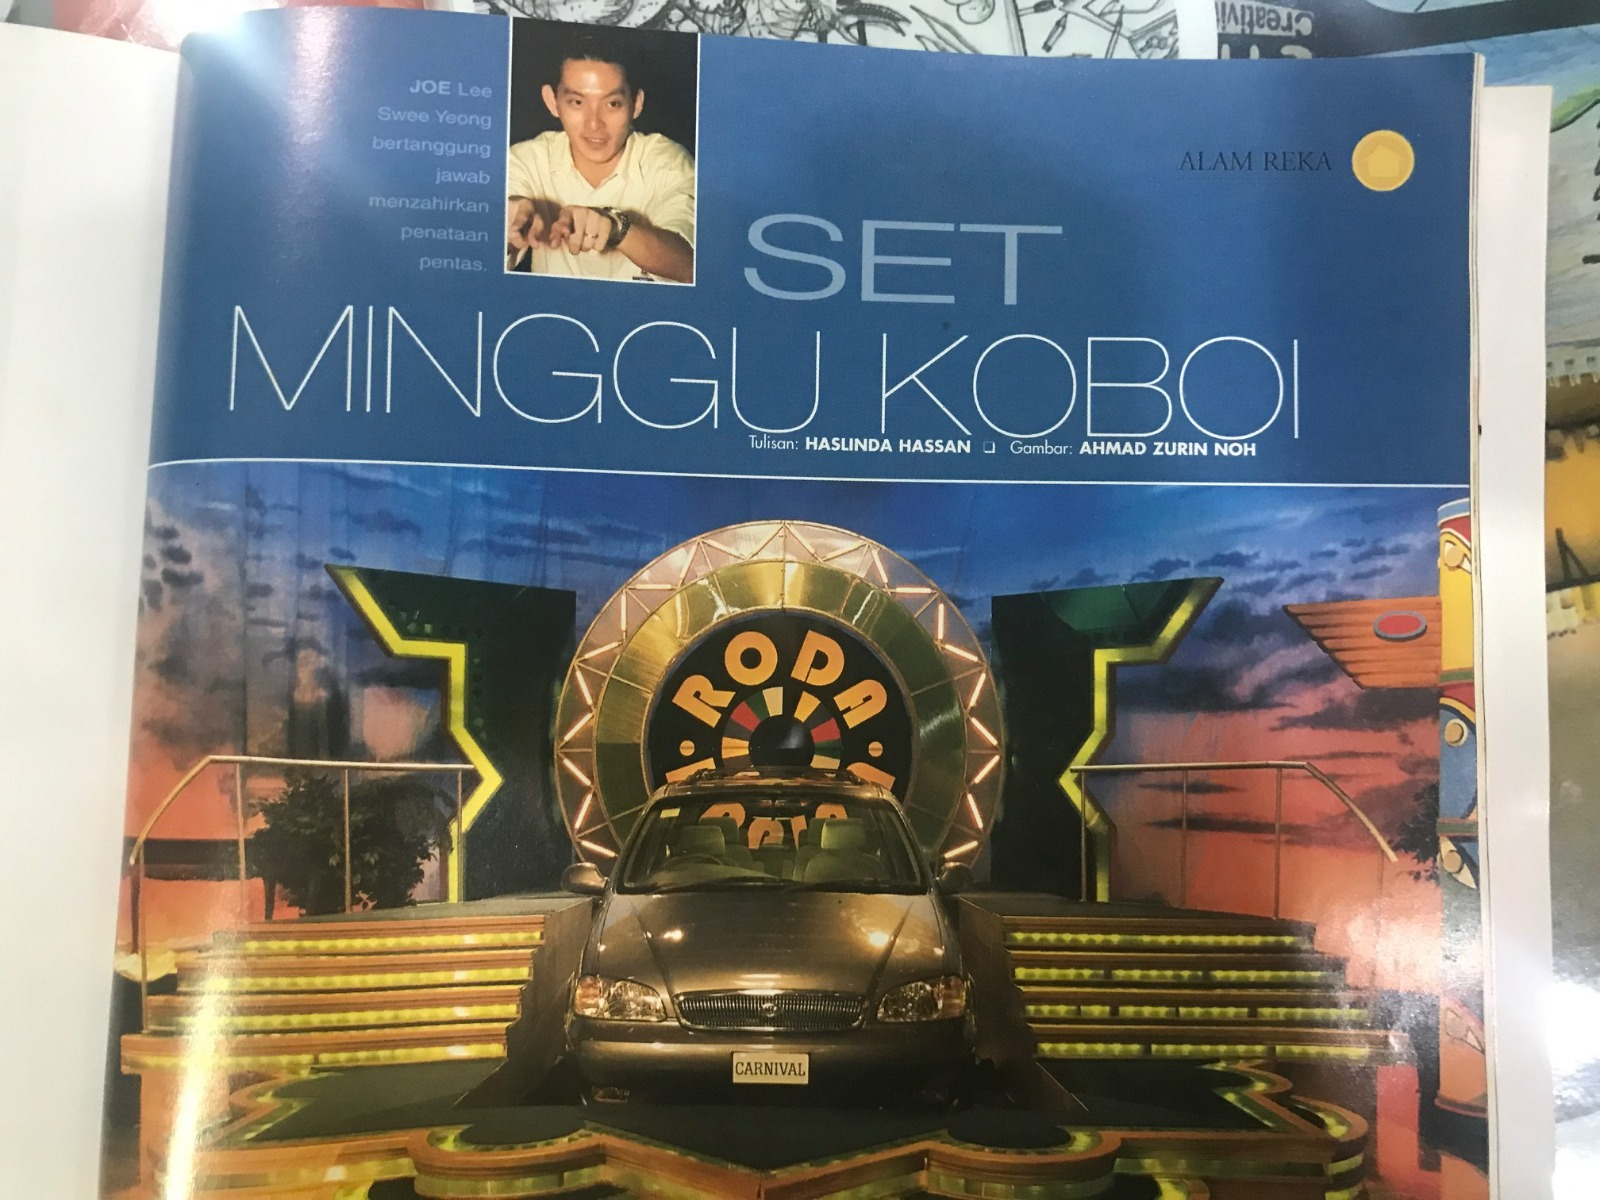 JOE Lee
Swee Yeong
bertanggung
jawab
menzahirkan
penataan
pentas.
ALAM REKA
SET
MINGGU KOBOI
Tulisan: HASLINDA HASSAN ❑ Gambar: AHMAD ZURIN NOH
RODA
CARNIVAL
Creativi